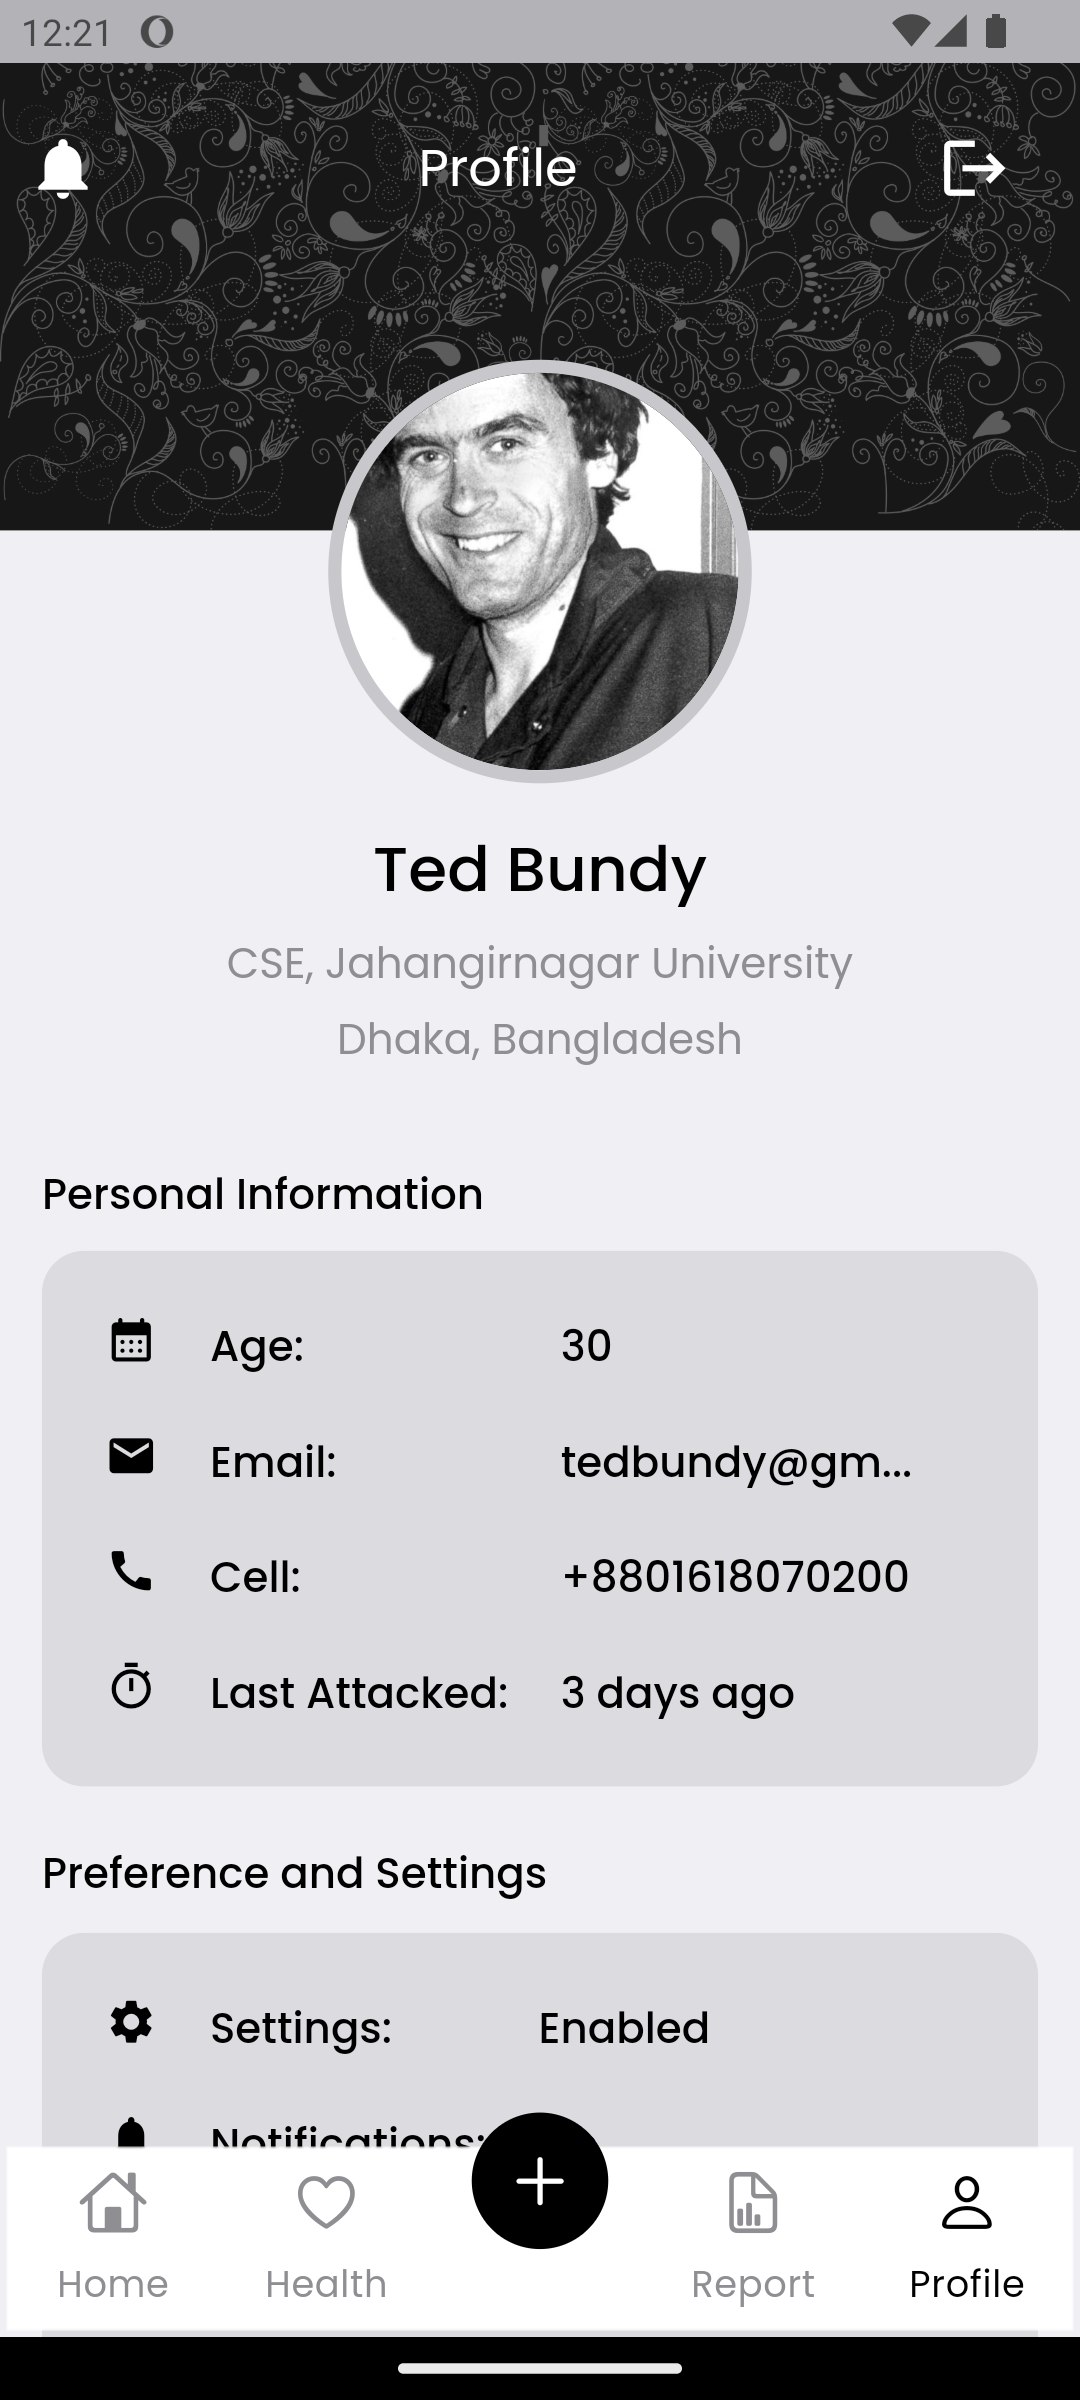 12:21
Profile
Ted Bundy
CSE, Jahangirnagar University
Dhaka, Bangladesh
Personal Information
Age: 30
Email: tedbundy@gm...
Cell: +8801618070200
Last Attacked: 3 days ago
Preference and Settings
Settings: Enabled
Notifications:
Home Health Report Profile